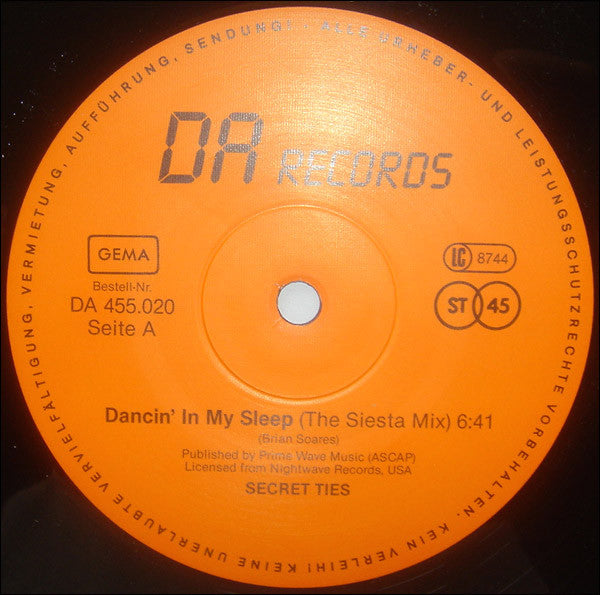 ALLE URHEBER- UND LEISTUNGSSCHUTZRECHTE VORBEHALTEN. KEIN VERLEIH! KEINE UNERLAUBTE VERVIELFÄLTIGUNG, VERMIETUNG, AUFFÜHRUNG, SENDUNG! -
DA RECORDS
GEMA
LC 8744
Bestell-Nr.
DA 455.020
ST 45
Seite A
Dancin' In My Sleep (The Siesta Mix) 6:41
(Brian Soares)
Published by Prime Wave Music (ASCAP)
Licensed from Nightwave Records, USA
SECRET TIES